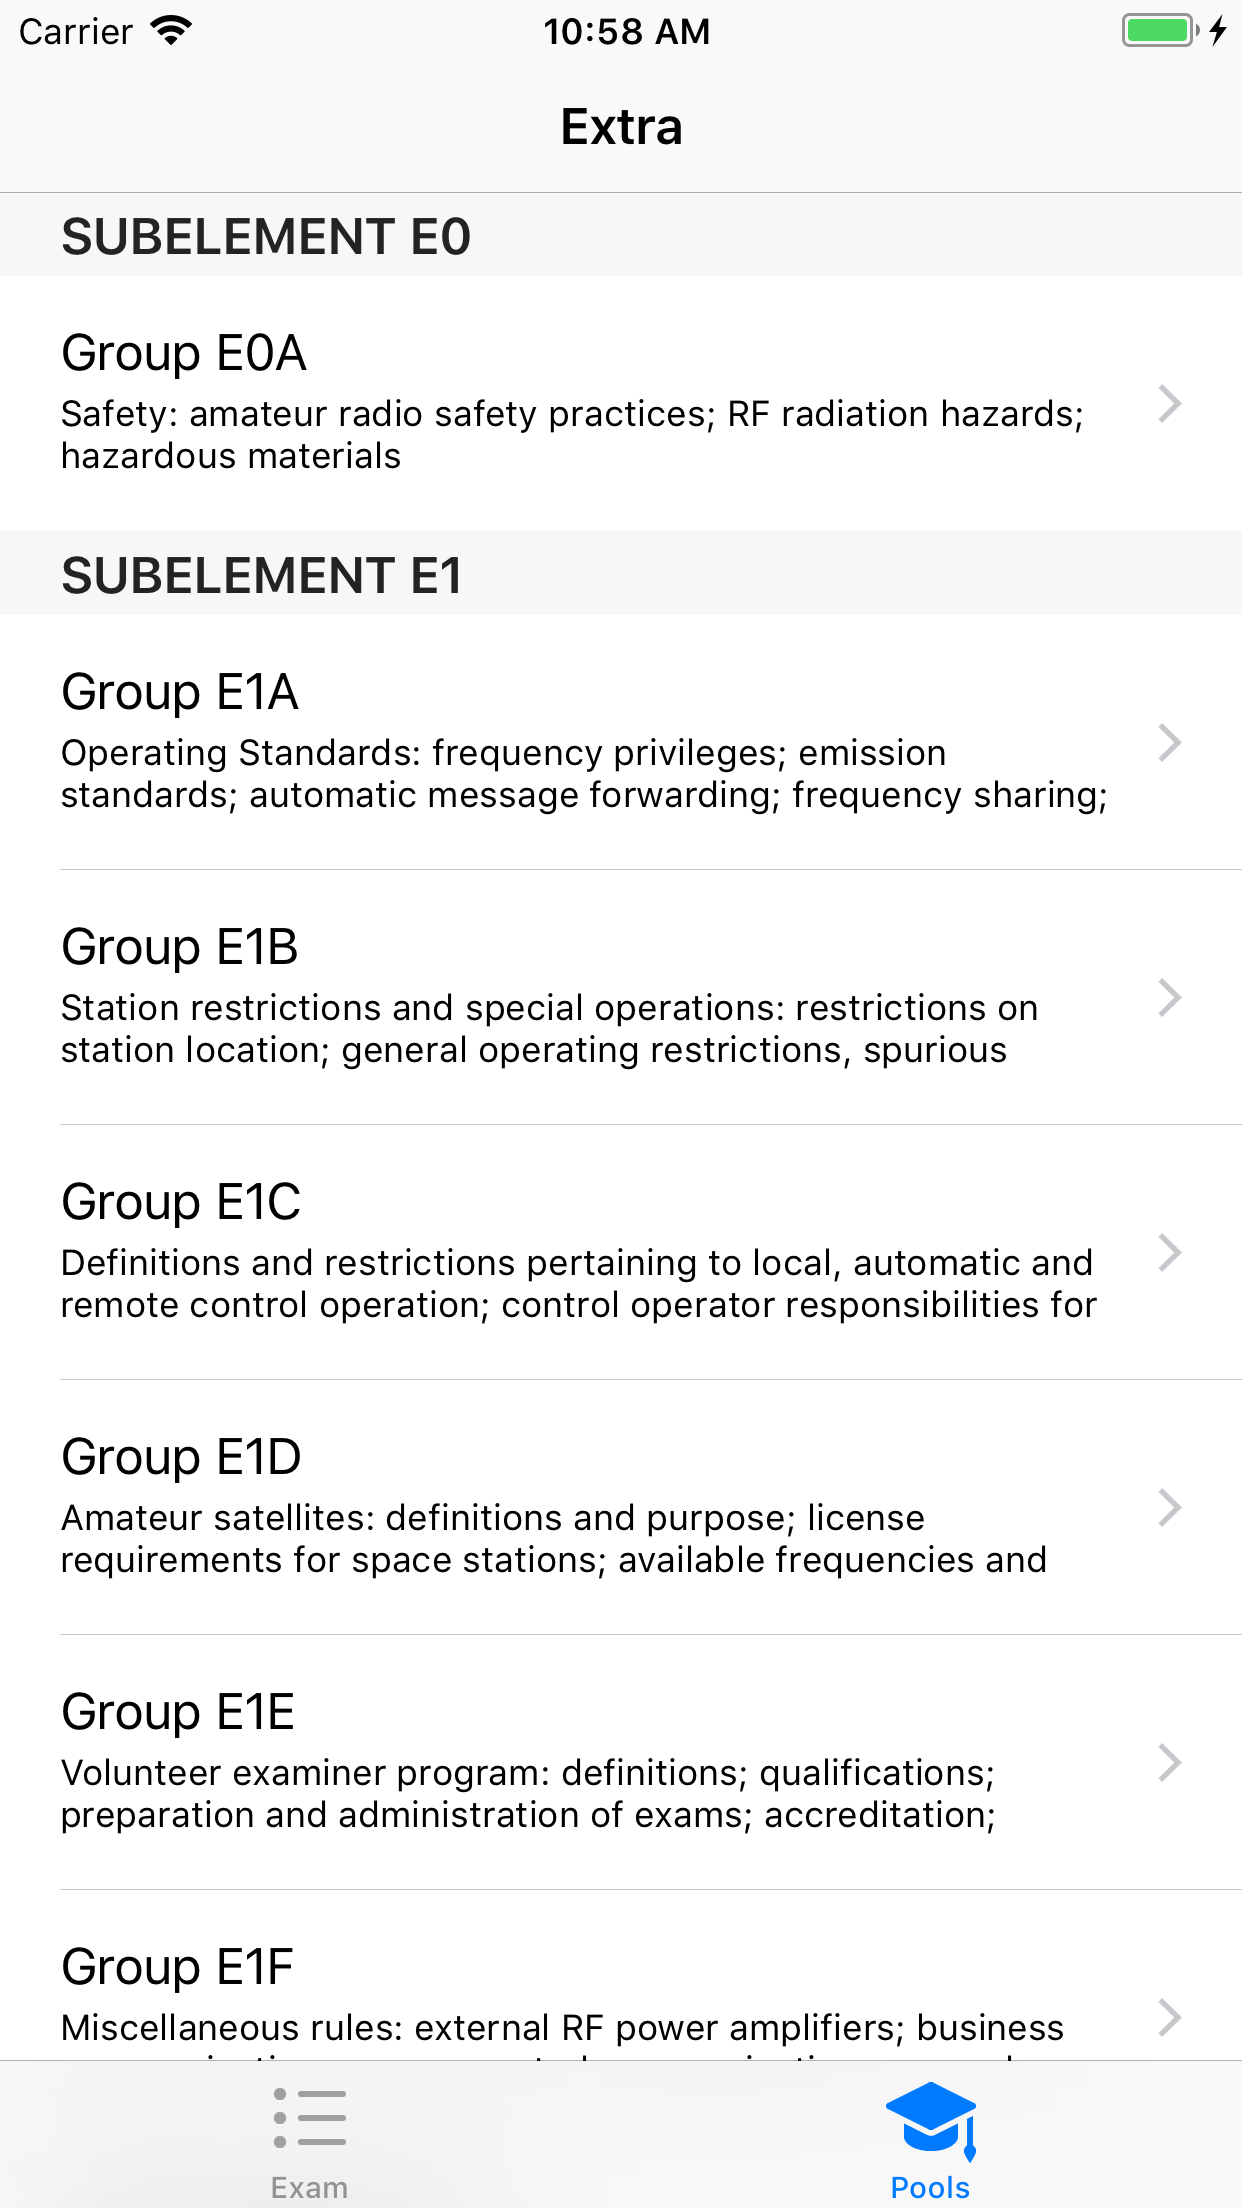 Carrier 10:58 AM
Extra
SUBELEMENT E0
Group E0A
Safety: amateur radio safety practices; RF radiation hazards;
hazardous materials
SUBELEMENT E1
Group E1A
Operating Standards: frequency privileges; emission
standards; automatic message forwarding; frequency sharing;
Group E1B
Station restrictions and special operations: restrictions on
station location; general operating restrictions, spurious
Group E1C
Definitions and restrictions pertaining to local, automatic and
remote control operation; control operator responsibilities for
Group E1D
Amateur satellites: definitions and purpose; license
requirements for space stations; available frequencies and
Group E1E
Volunteer examiner program: definitions; qualifications;
preparation and administration of exams; accreditation;
Group E1F
Miscellaneous rules: external RF power amplifiers; business
Exam Pools